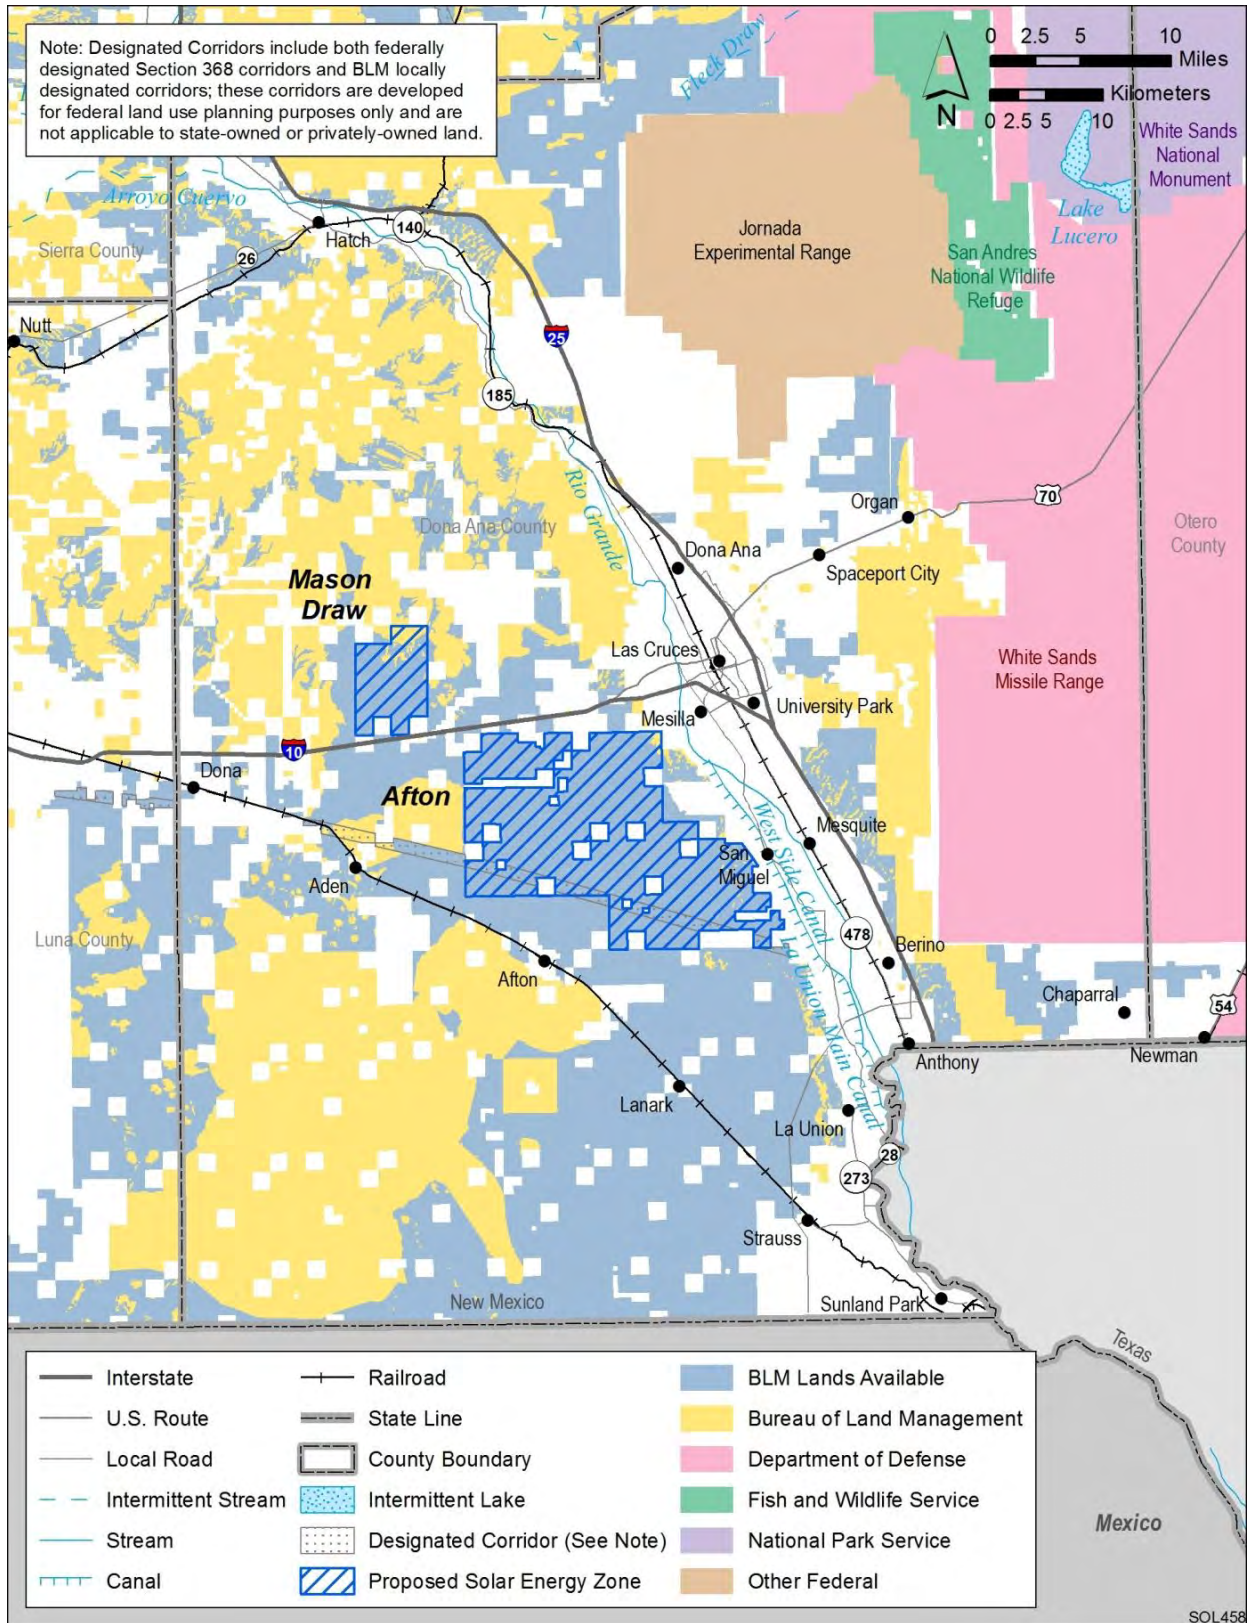 Note: Designated Corridors include both federally
designated Section 368 corridors and BLM locally
designated corridors; these corridors are developed
for federal land use planning purposes only and are
not applicable to state-owned or privately-owned land.
Fleck Draw
0 2.5 5 10
Miles
Kilometers
0 2.5 5 10
N
White Sands
National
Monument
Lake
Lucero
Arroyo Cuervo
Sierra County
Hatch
140
26
Nutt
25
185
Jornada
Experimental Range
San Andres
National Wildlife
Refuge
Rio Grande
Dona Ana County
Organ
70
Otero
County
Dona Ana
Spaceport City
Mason
Draw
Las Cruces
White Sands
Missile Range
Mesilla
University Park
10
Dona
Afton
West Side Canal
Mesquite
San
Miguel
Aden
Luna County
478
Berino
Afton
La Union Main Canal
Chaparral
54
Anthony
Newman
Lanark
La Union
28
273
Strauss
Sunland Park
New Mexico
Texas
Mexico
Interstate
U.S. Route
Local Road
Intermittent Stream
Stream
Canal
Railroad
State Line
County Boundary
Intermittent Lake
Designated Corridor (See Note)
Proposed Solar Energy Zone
BLM Lands Available
Bureau of Land Management
Department of Defense
Fish and Wildlife Service
National Park Service
Other Federal
SOL458